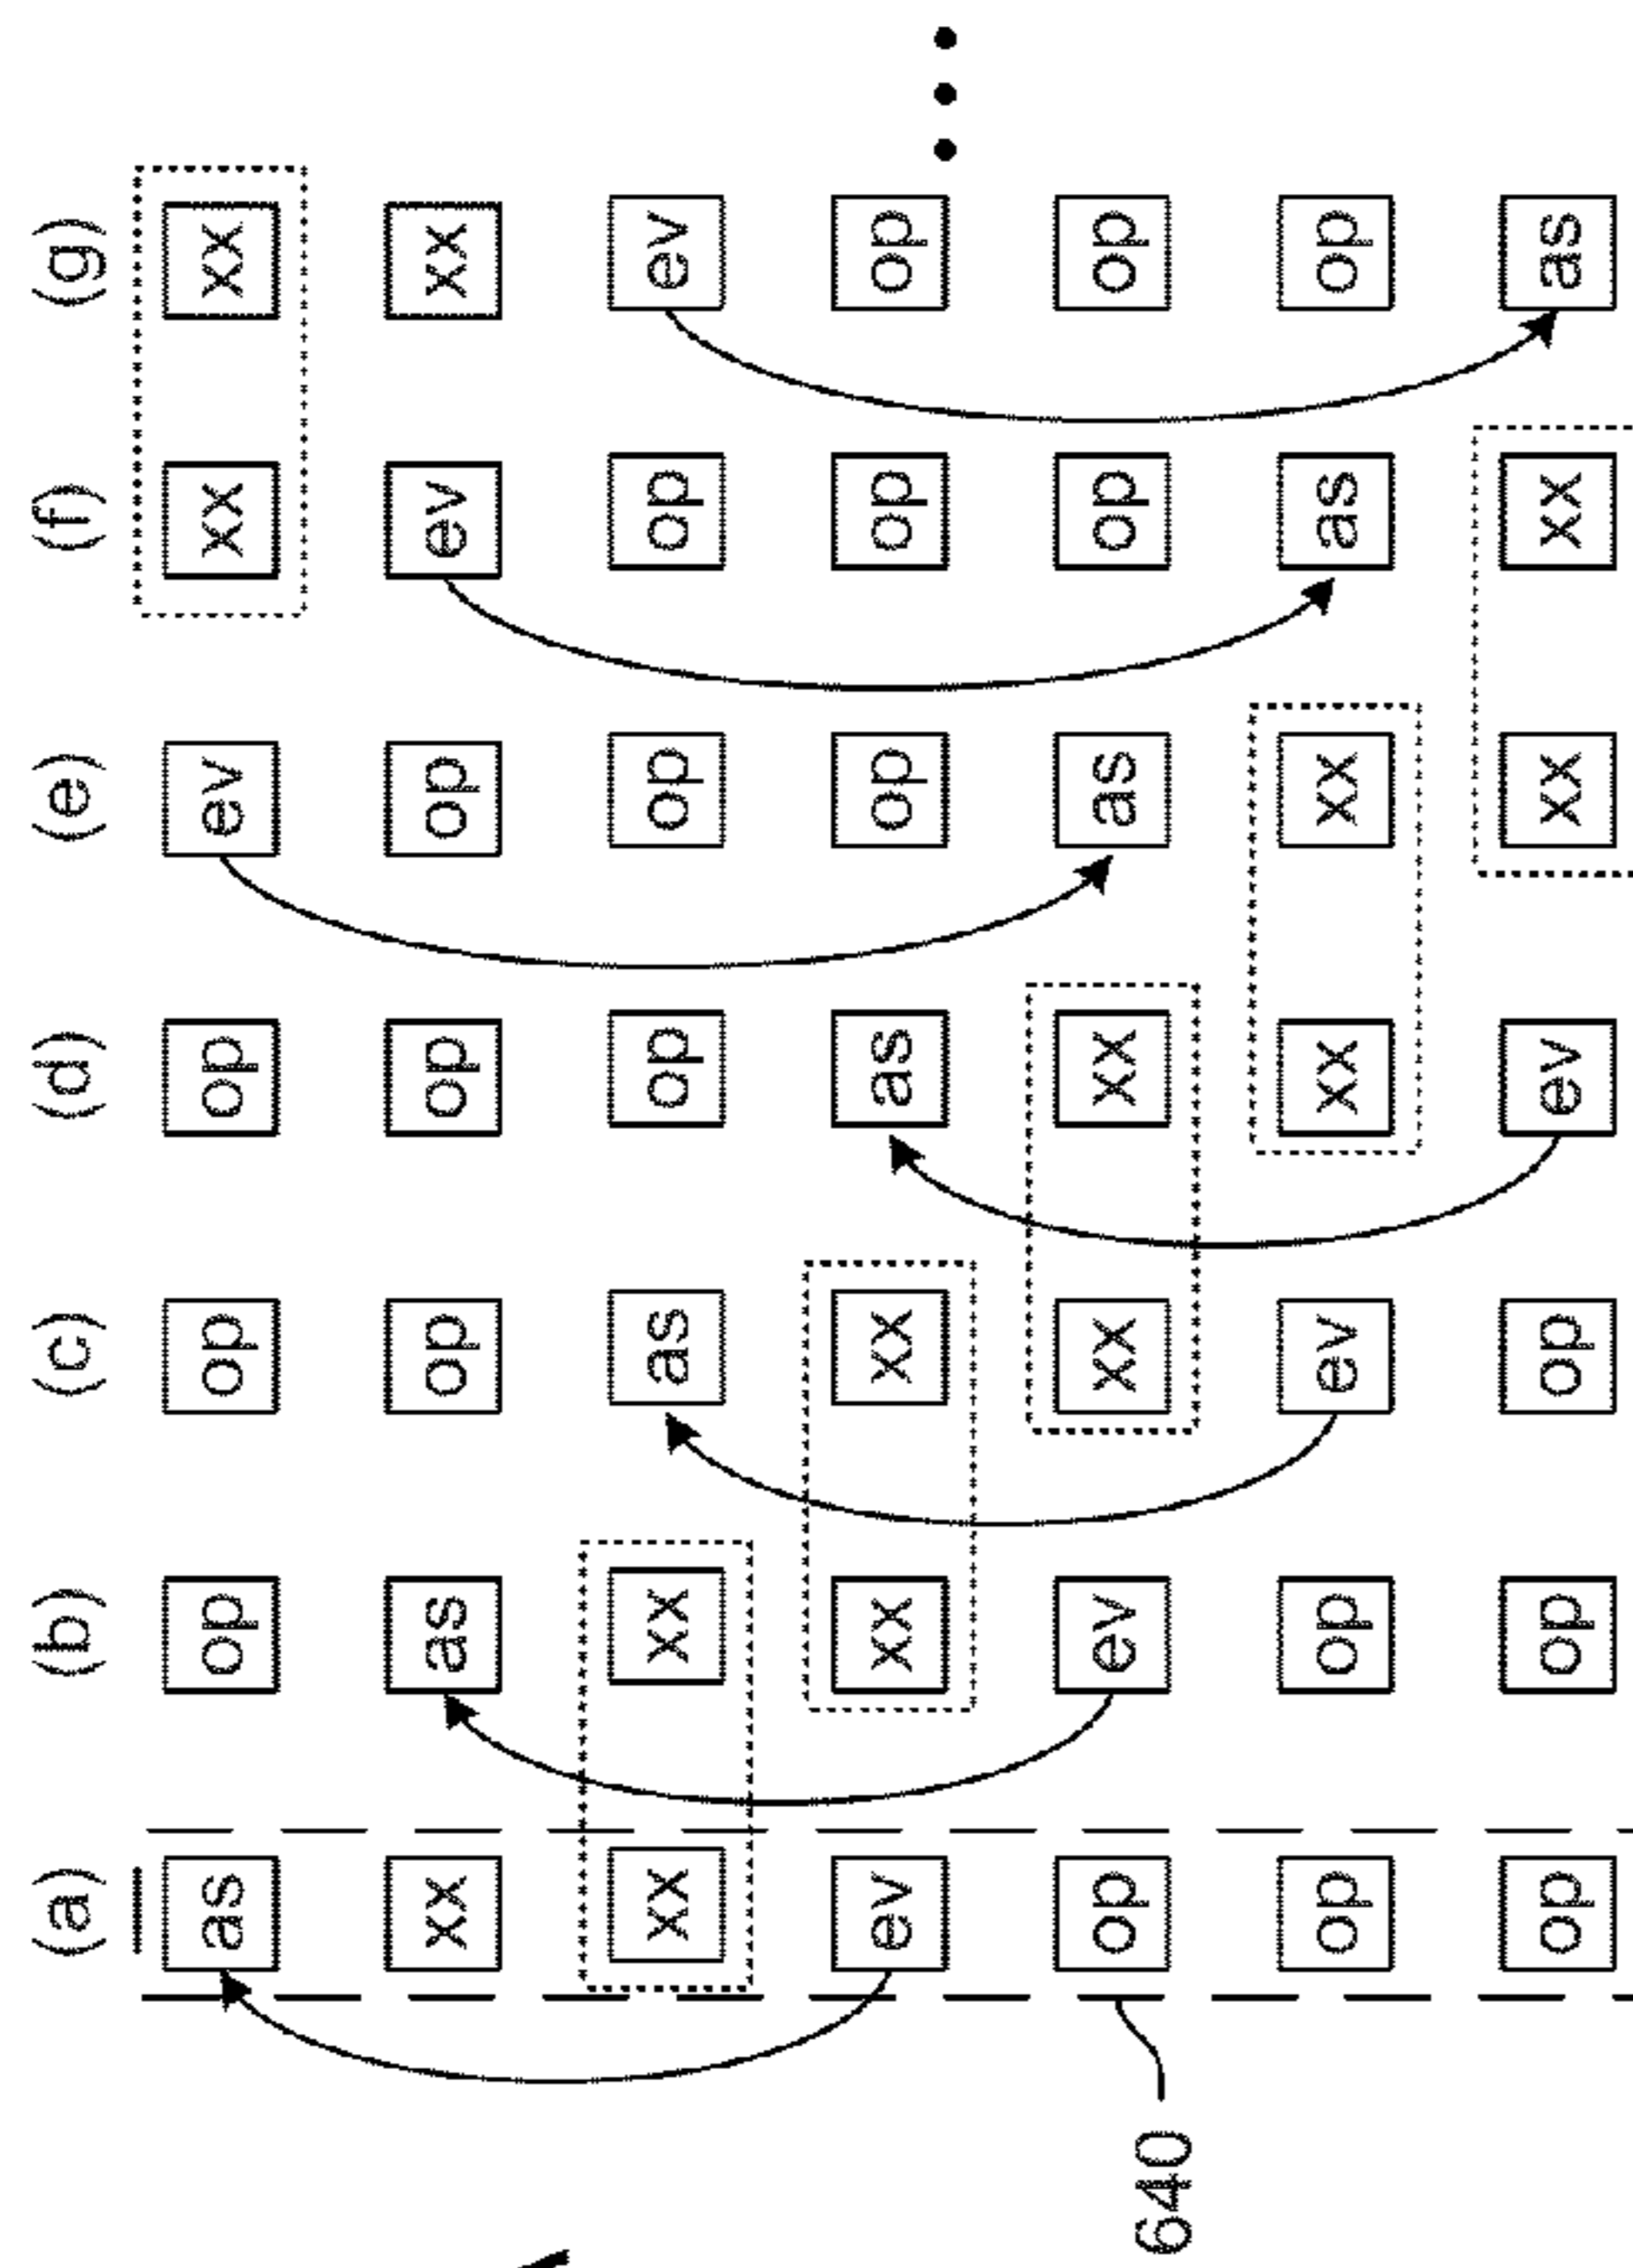 (a) (b) (c) (d) (e) (f) (g)
as op op op ev xx xx
xx as op op op ev xx
xx xx as op op op ev
ev xx xx as op op op
op ev xx xx as op op
640
op op ev xx xx as op
op op op ev xx xx as